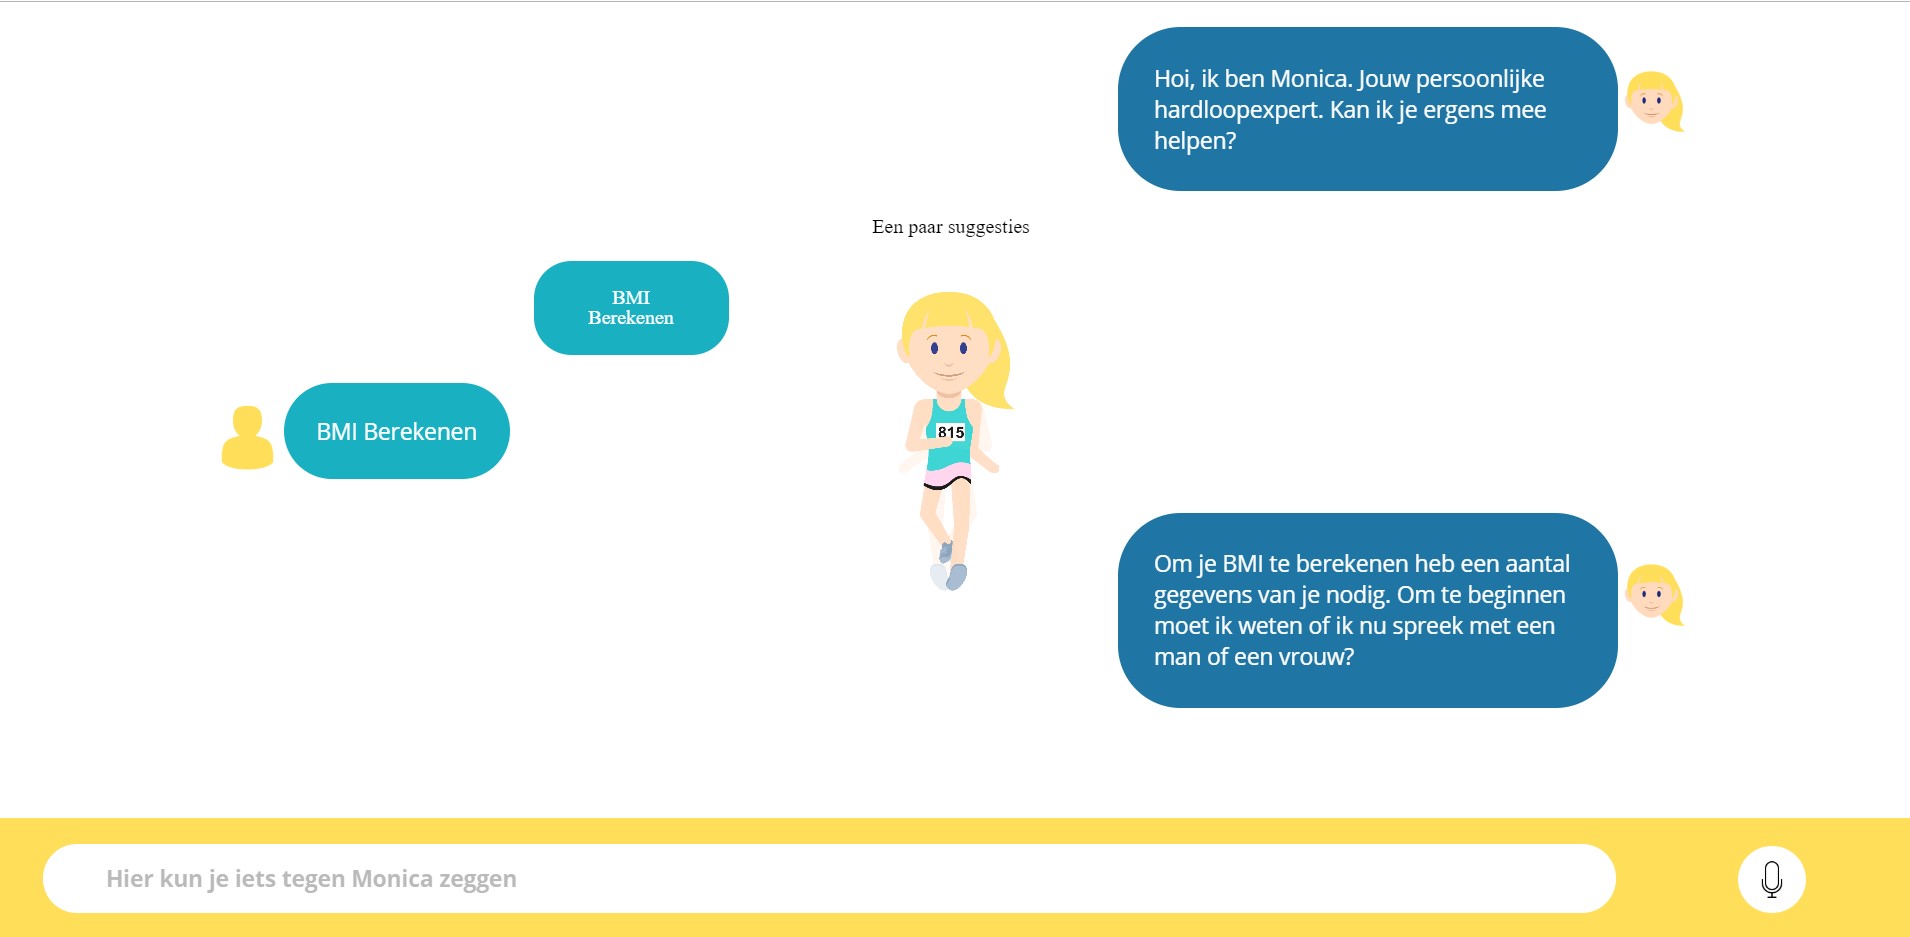 Hoi, ik ben Monica. Jouw persoonlijke
hardloopexpert. Kan ik je ergens mee
helpen?
Een paar suggesties
BMI
Berekenen
BMI Berekenen
815
Om je BMI te berekenen heb een aantal
gegevens van je nodig. Om te beginnen
moet ik weten of ik nu spreek met een
man of een vrouw?
Hier kun je iets tegen Monica zeggen